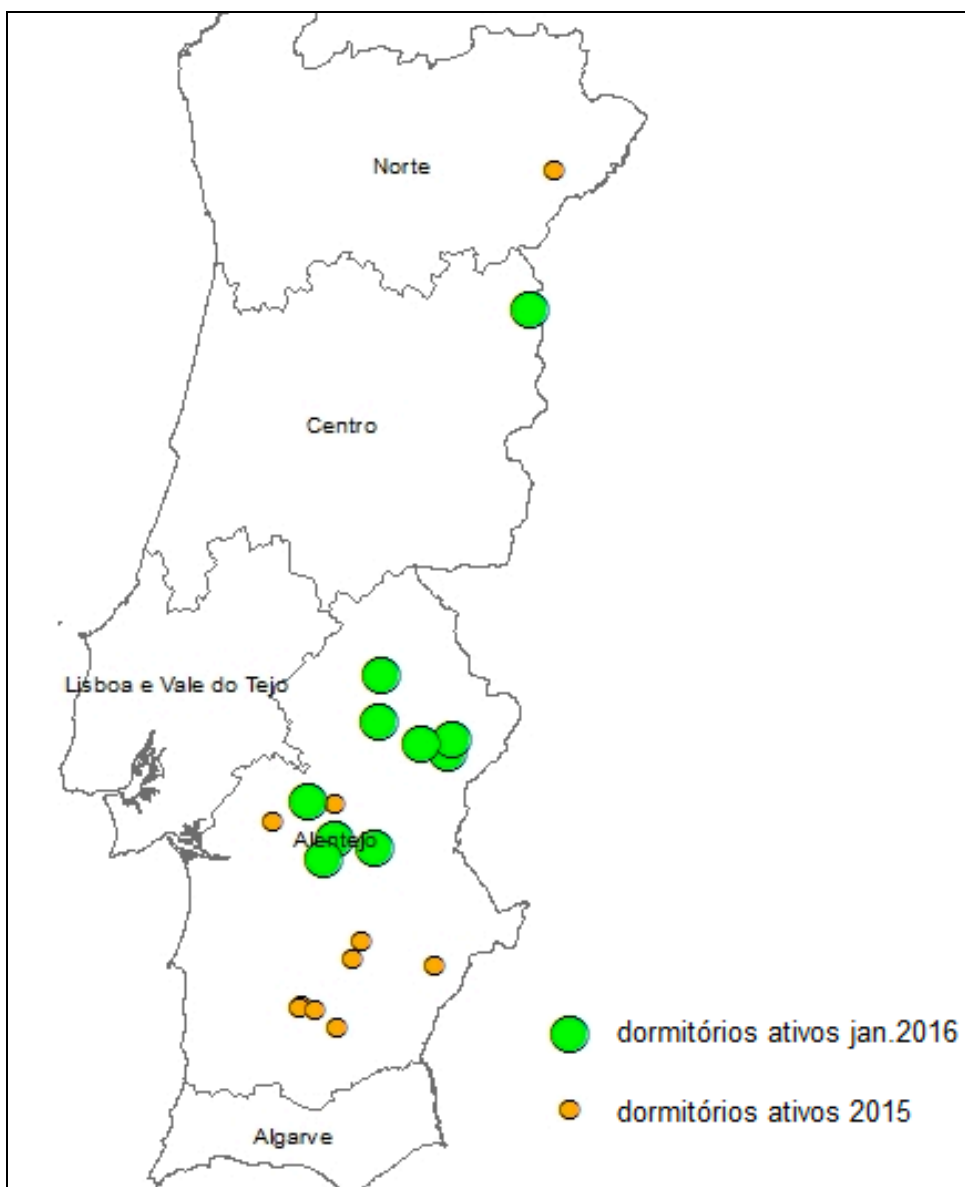 Norte
Centro
Lisboa e Vale do Tejo
Alentejo
dormitórios ativos jan.2016
dormitórios ativos 2015
Algarve